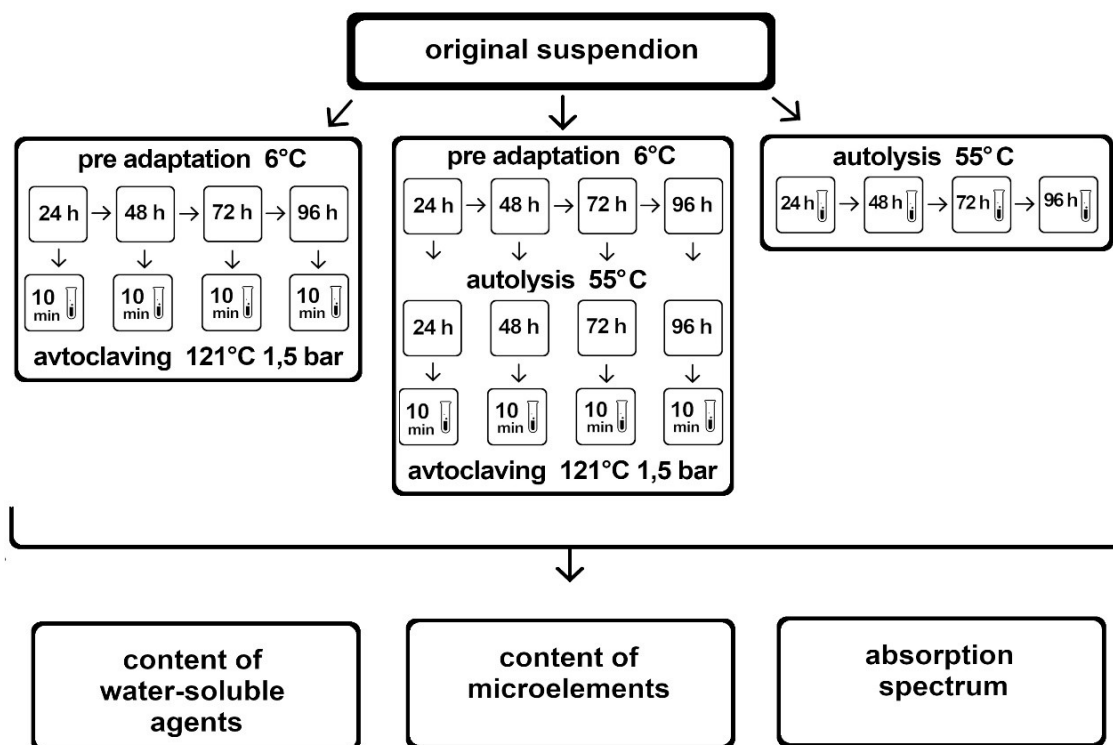 original suspendion
pre adaptation 6°C
24 h → 48 h → 72 h → 96 h
10 min 10 min 10 min 10 min
avtoclaving 121°C 1,5 bar
pre adaptation 6°C
24 h → 48 h → 72 h → 96 h
autolysis 55°C
24 h 48 h 72 h 96 h
10 min 10 min 10 min 10 min
avtoclaving 121°C 1,5 bar
autolysis 55°C
24 h → 48 h → 72 h → 96 h
content of
water-soluble
agents
content of
microelements
absorption
spectrum